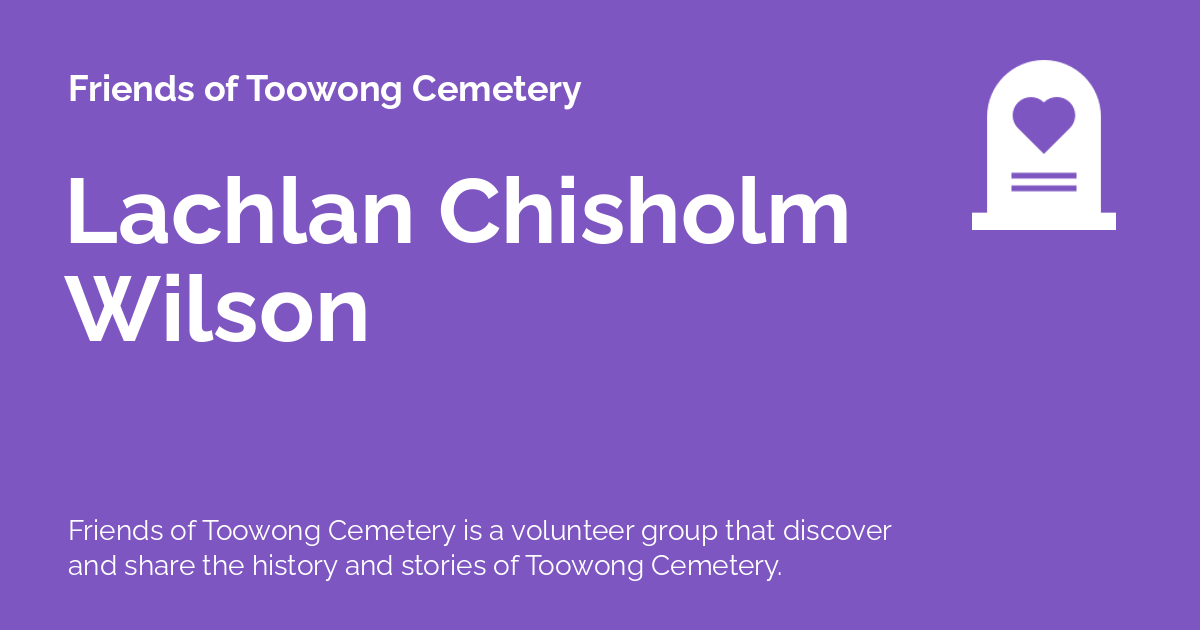 Friends of Toowong Cemetery
Lachlan Chisholm
Wilson
Friends of Toowong Cemetery is a volunteer group that discover
and share the history and stories of Toowong Cemetery.